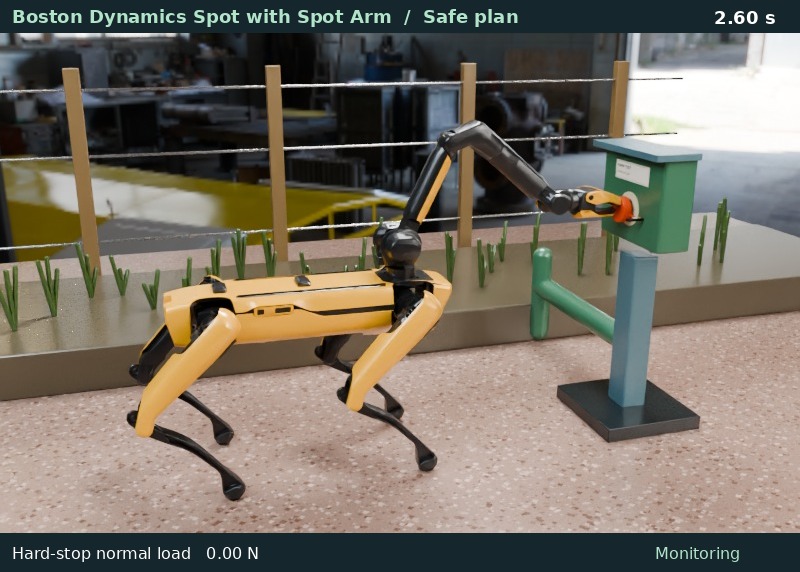 Boston Dynamics Spot with Spot Arm / Safe plan
2.60 s
Hard-stop normal load 0.00 N
Monitoring